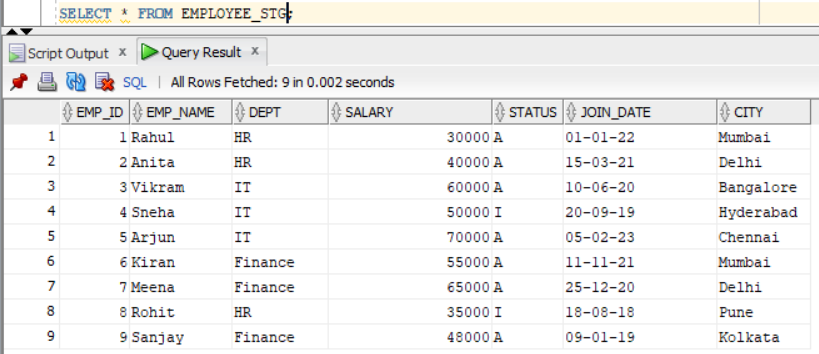 SELECT * FROM EMPLOYEE_STG;
Script Output x Query Result x
SQL | All Rows Fetched: 9 in 0.002 seconds
EMP_ID EMP_NAME DEPT SALARY STATUS JOIN_DATE CITY
1 1 Rahul HR 30000 A 01-01-22 Mumbai
2 2 Anita HR 40000 A 15-03-21 Delhi
3 3 Vikram IT 60000 A 10-06-20 Bangalore
4 4 Sneha IT 50000 I 20-09-19 Hyderabad
5 5 Arjun IT 70000 A 05-02-23 Chennai
6 6 Kiran Finance 55000 A 11-11-21 Mumbai
7 7 Meena Finance 65000 A 25-12-20 Delhi
8 8 Rohit HR 35000 I 18-08-18 Pune
9 9 Sanjay Finance 48000 A 09-01-19 Kolkata